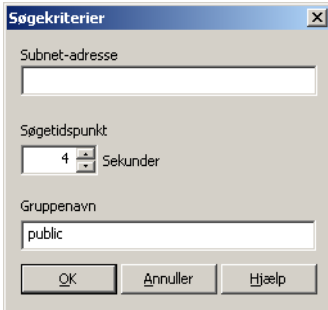 Søgekriterier
Subnet-adresse
Søgetidspunkt
4 Sekunder
Gruppenavn
public
OK Annuller Hjælp